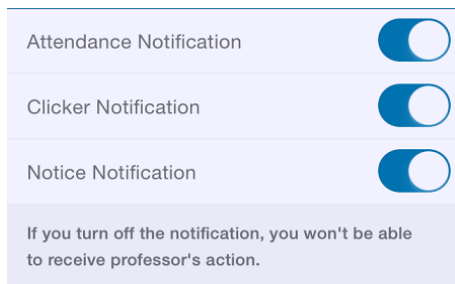 Attendance Notification
Clicker Notification
Notice Notification
If you turn off the notification, you won't be able
to receive professor's action.